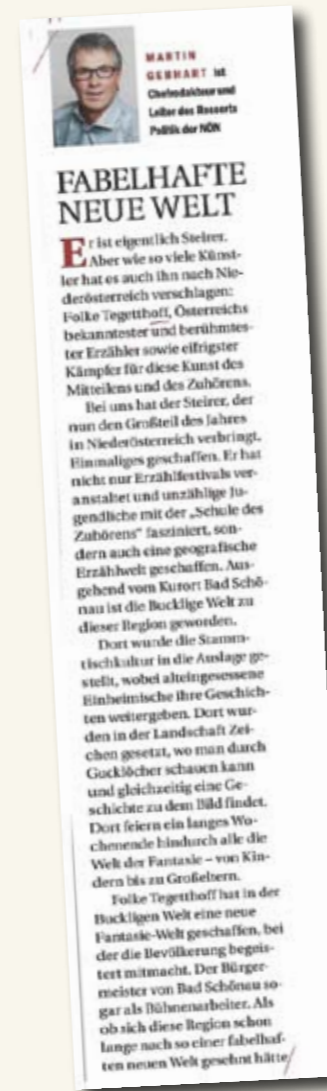 MARTIN
GEBHART ist
Chefredakteur und
Leiter des Ressorts
Politik der NÖN
FABELHAFTE
NEUE WELT
Er ist eigentlich Steirer.
Aber wie so viele Künst-
ler hat es auch ihn nach Nie-
derösterreich verschlagen:
Folke Tegetthoff, Österreichs
bekanntester und berühmtes-
ter Erzähler sowie eifrigster
Kämpfer für diese Kunst des
Mitteilens und des Zuhörens.
Bei uns hat der Steirer, der
nun den Großteil des Jahres
in Niederösterreich verbringt,
Einmaliges geschaffen. Er hat
nicht nur Erzählfestivals ver-
anstaltet und unzählige Ju-
gendliche mit der „Schule des
Zuhörens“ fasziniert, son-
dern auch eine geografische
Erzählwelt geschaffen. Aus-
gehend vom Kurort Bad Schö-
nau ist die Bucklige Welt zu
dieser Region geworden.
Dort wurde die Stamm-
tischkultur in die Auslage ge-
stellt, wobei alteingesessene
Einheimische ihre Geschich-
ten weitergeben. Dort wur-
den in der Landschaft Zei-
chen gesetzt, wo man durch
Gucklöcher schauen kann
und gleichzeitig eine Ge-
schichte zu dem Bild findet.
Dort feiern ein langes Wo-
chenende hindurch alle die
Welt der Fantasie – von Kin-
dern bis zu Großeltern.
Folke Tegetthoff hat in der
Buckligen Welt eine neue
Fantasie-Welt geschaffen, bei
der die Bevölkerung begeis-
tert mitmacht. Der Bürger-
meister von Bad Schönau so-
gar als Bühnenarbeiter. Als
ob sich diese Region schon
lange nach so einer fabelhaf-
ten neuen Welt gesehnt hätte